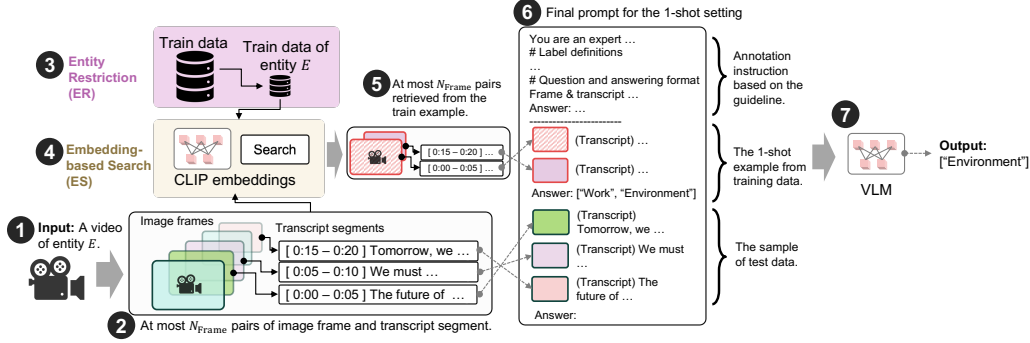 1
Input: A video
of entity E.
2
At most N_Frame pairs of image frame and transcript segment.
Image frames
Transcript segments
[ 0:15 – 0:20 ] Tomorrow, we …
[ 0:05 – 0:10 ] We must …
[ 0:00 – 0:05 ] The future of …
3
Entity
Restriction
(ER)
Train data
Train data of
entity E
4
Embedding-
based Search
(ES)
Search
CLIP embeddings
5
At most N_Frame pairs
retrieved from the
train example.
[ 0:15 – 0:20 ] …
[ 0:00 – 0:05 ] …
6
Final prompt for the 1-shot setting
You are an expert …
# Label definitions
…
# Question and answering format
Frame & transcript …
Answer: …
-------------------------
(Transcript) …
(Transcript) …
Answer: [“Work”, “Environment”]
(Transcript)
Tomorrow, we …
(Transcript) We must
…
(Transcript) The
future of …
Answer:
Annotation
instruction
based on the
guideline.
The 1-shot
example from
training data.
The sample
of test data.
7
VLM
Output:
[“Environment”]